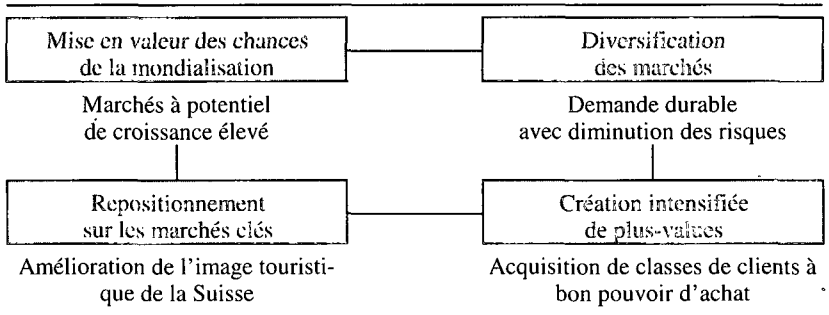 Mise en valeur des chances
de la mondialisation
Diversification
des marchés
Marchés à potentiel
de croissance élevé
Demande durable
avec diminution des risques
Repositionnement
sur les marchés clés
Création intensifiée
de plus-values
Amélioration de l'image touristi-
que de la Suisse
Acquisition de classes de clients à
bon pouvoir d'achat